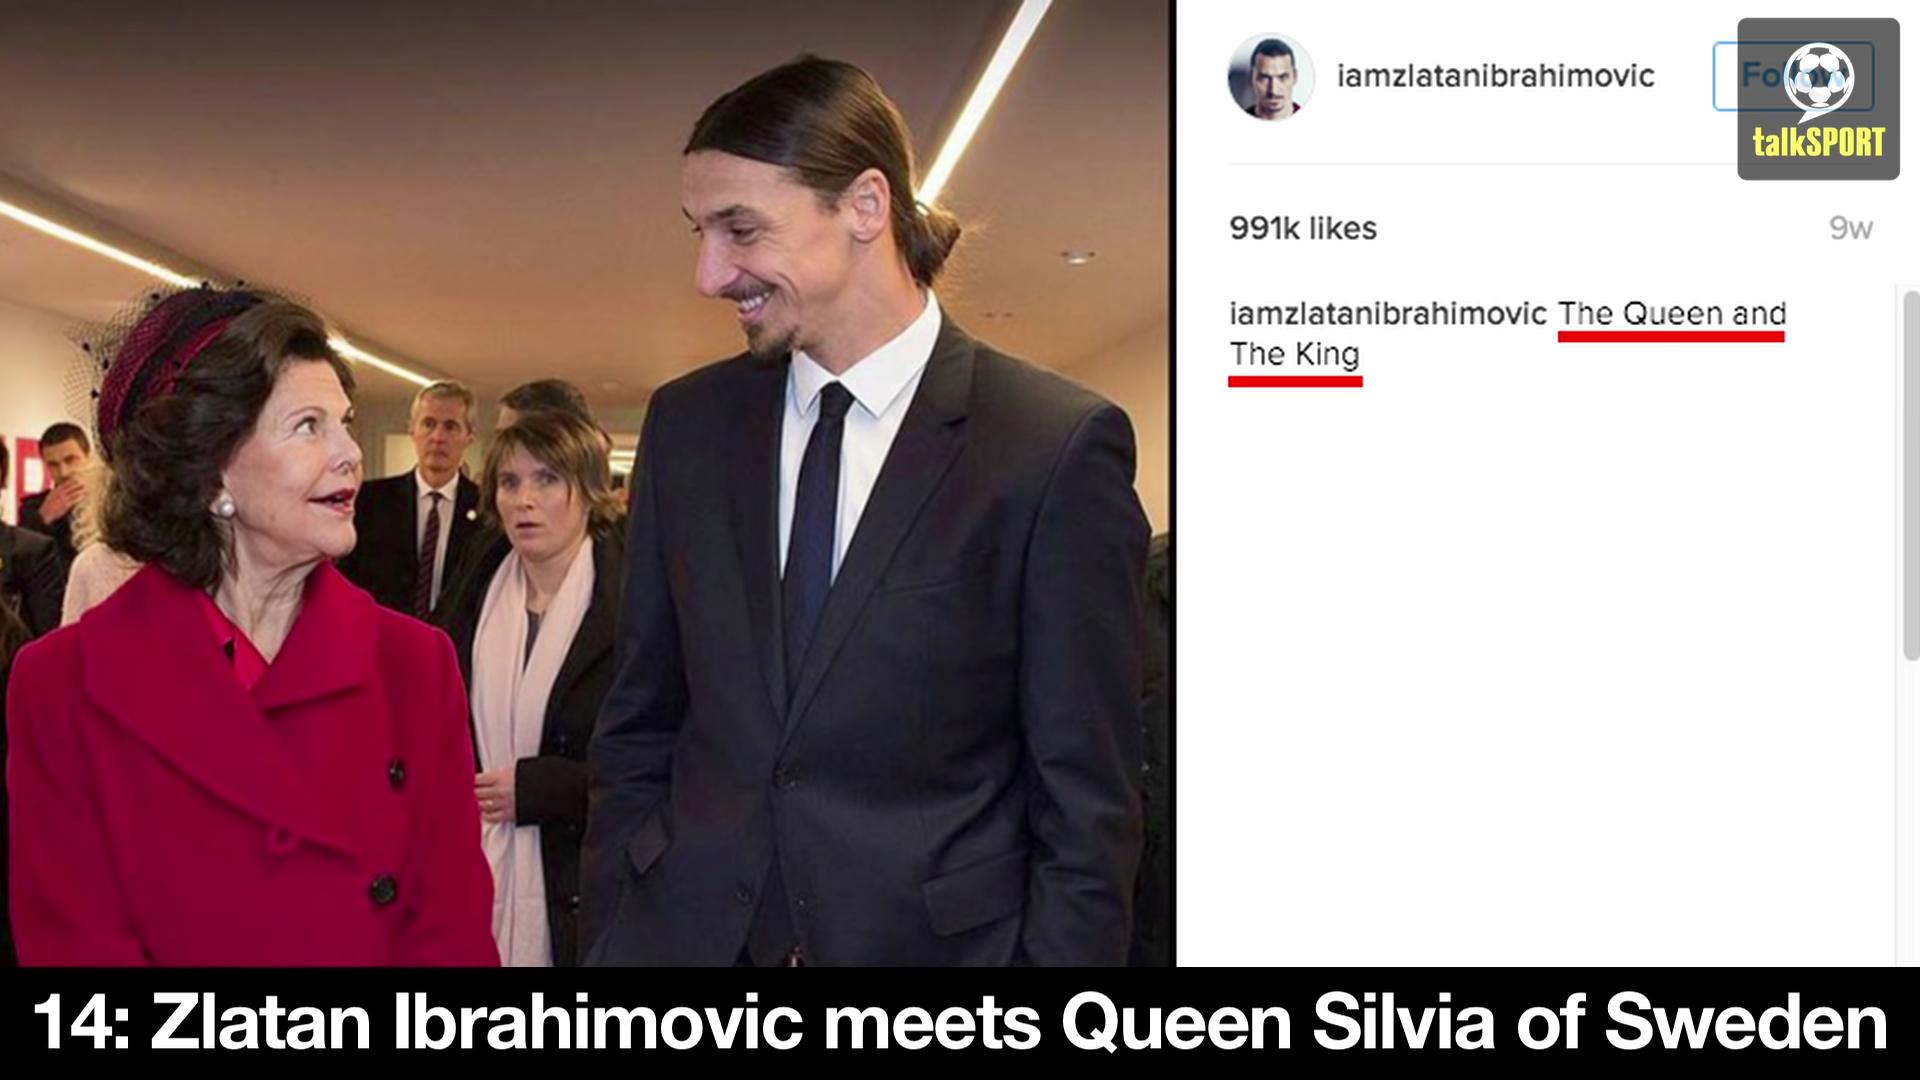 iamzlatanibrahimovic
Follow
talkSPORT
991k likes
9w
iamzlatanibrahimovic The Queen and
The King
14: Zlatan Ibrahimovic meets Queen Silvia of Sweden